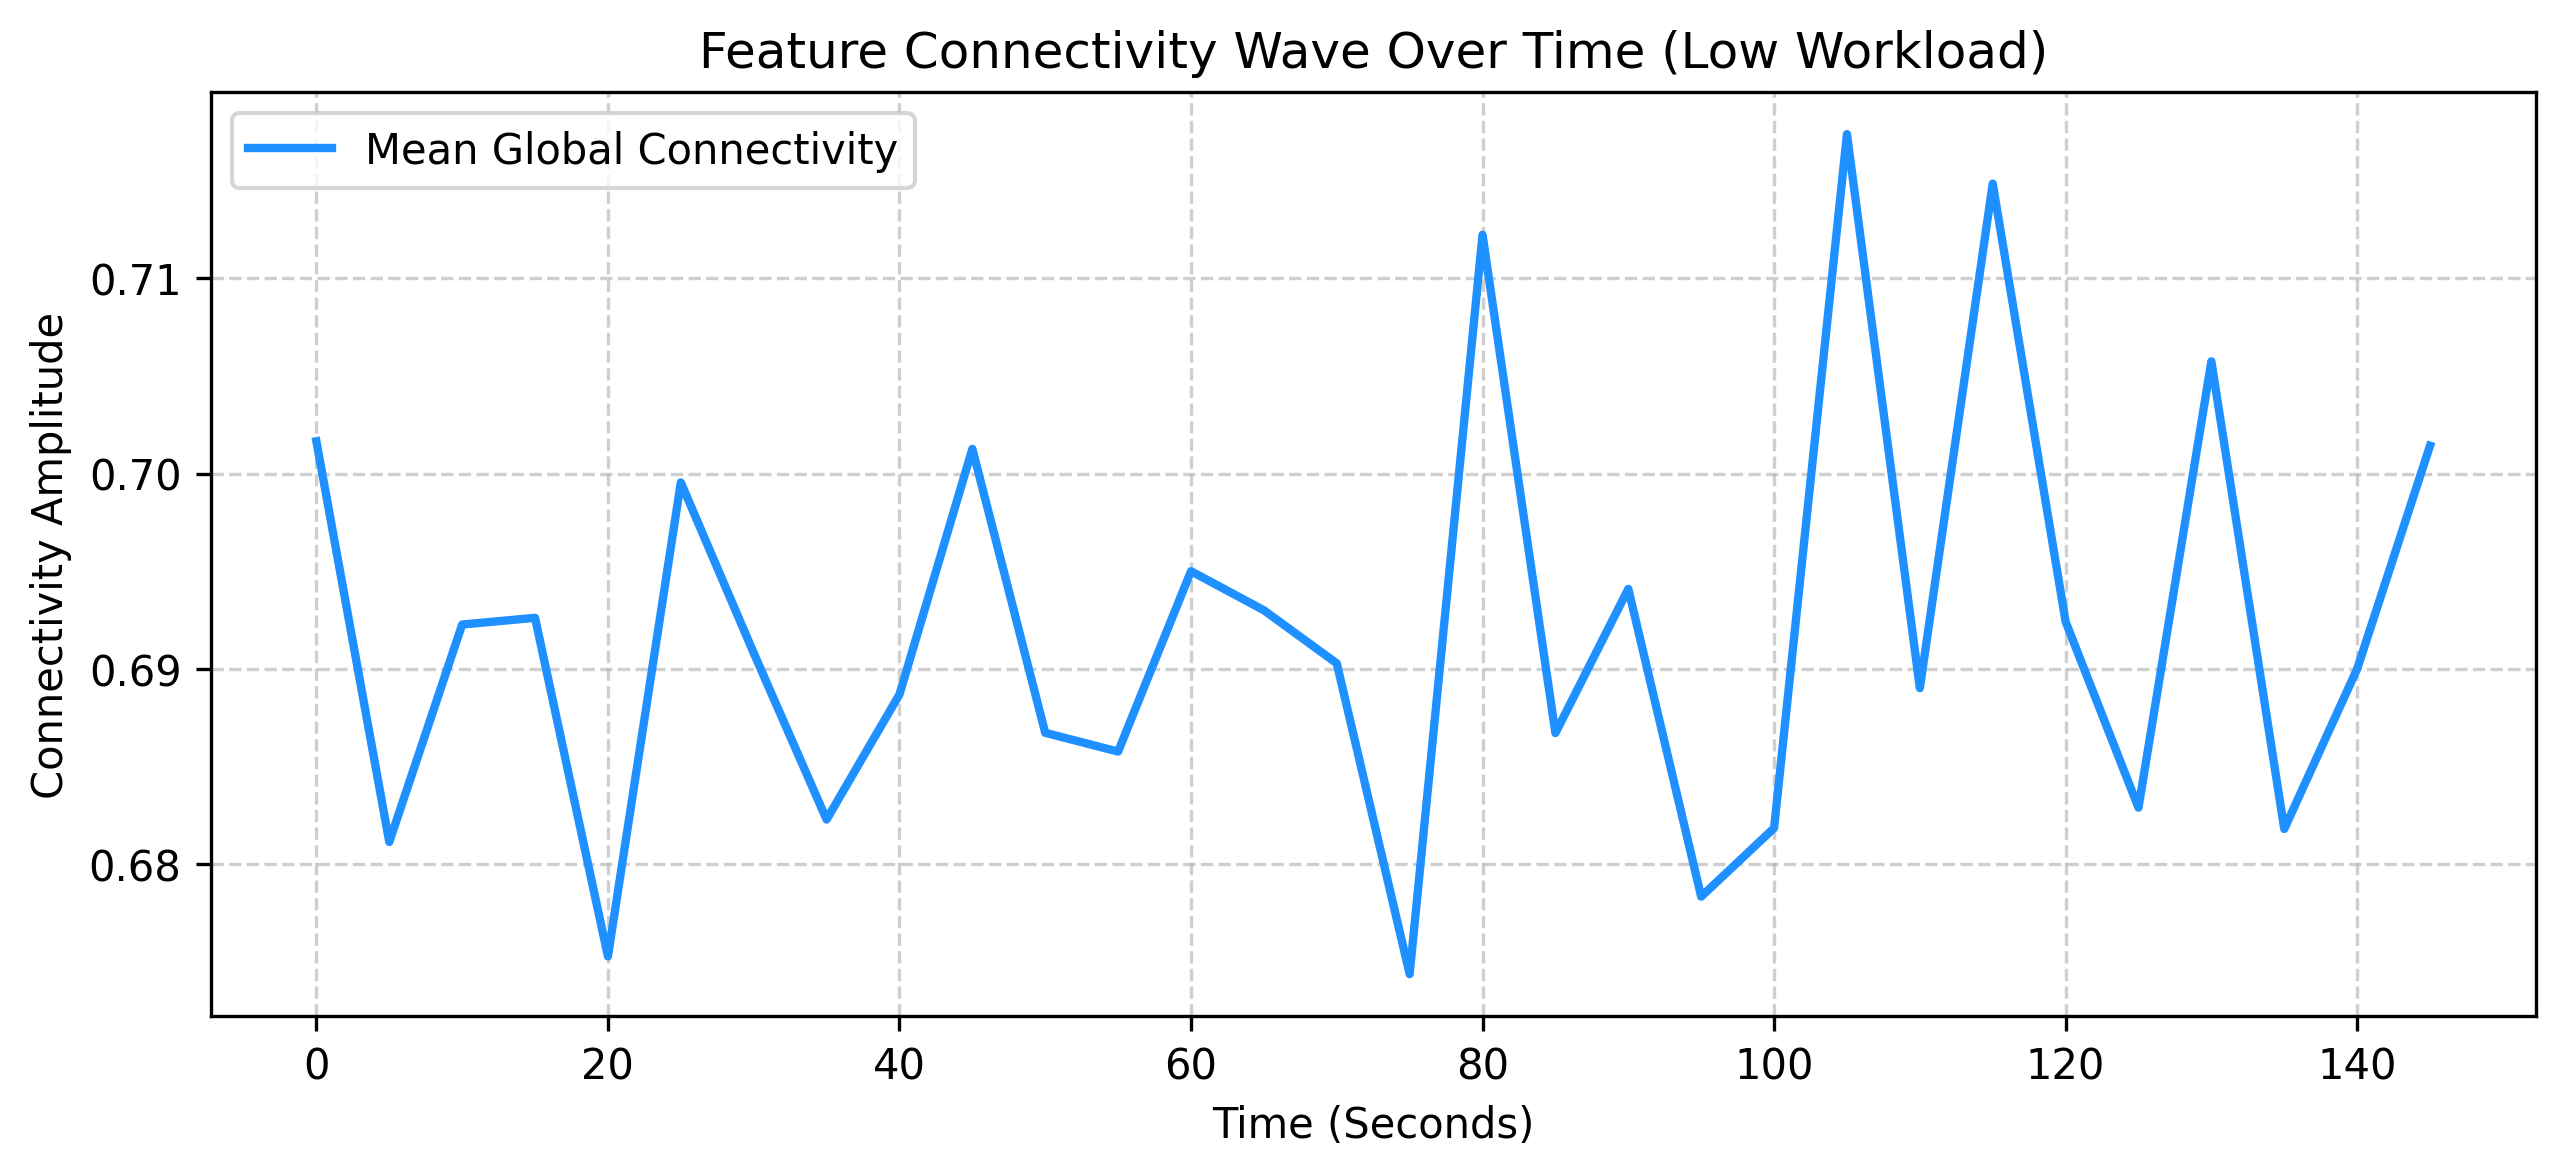 Feature Connectivity Wave Over Time (Low Workload)
Mean Global Connectivity
Connectivity Amplitude
0.71
0.70
0.69
0.68
0 20 40 60 80 100 120 140
Time (Seconds)